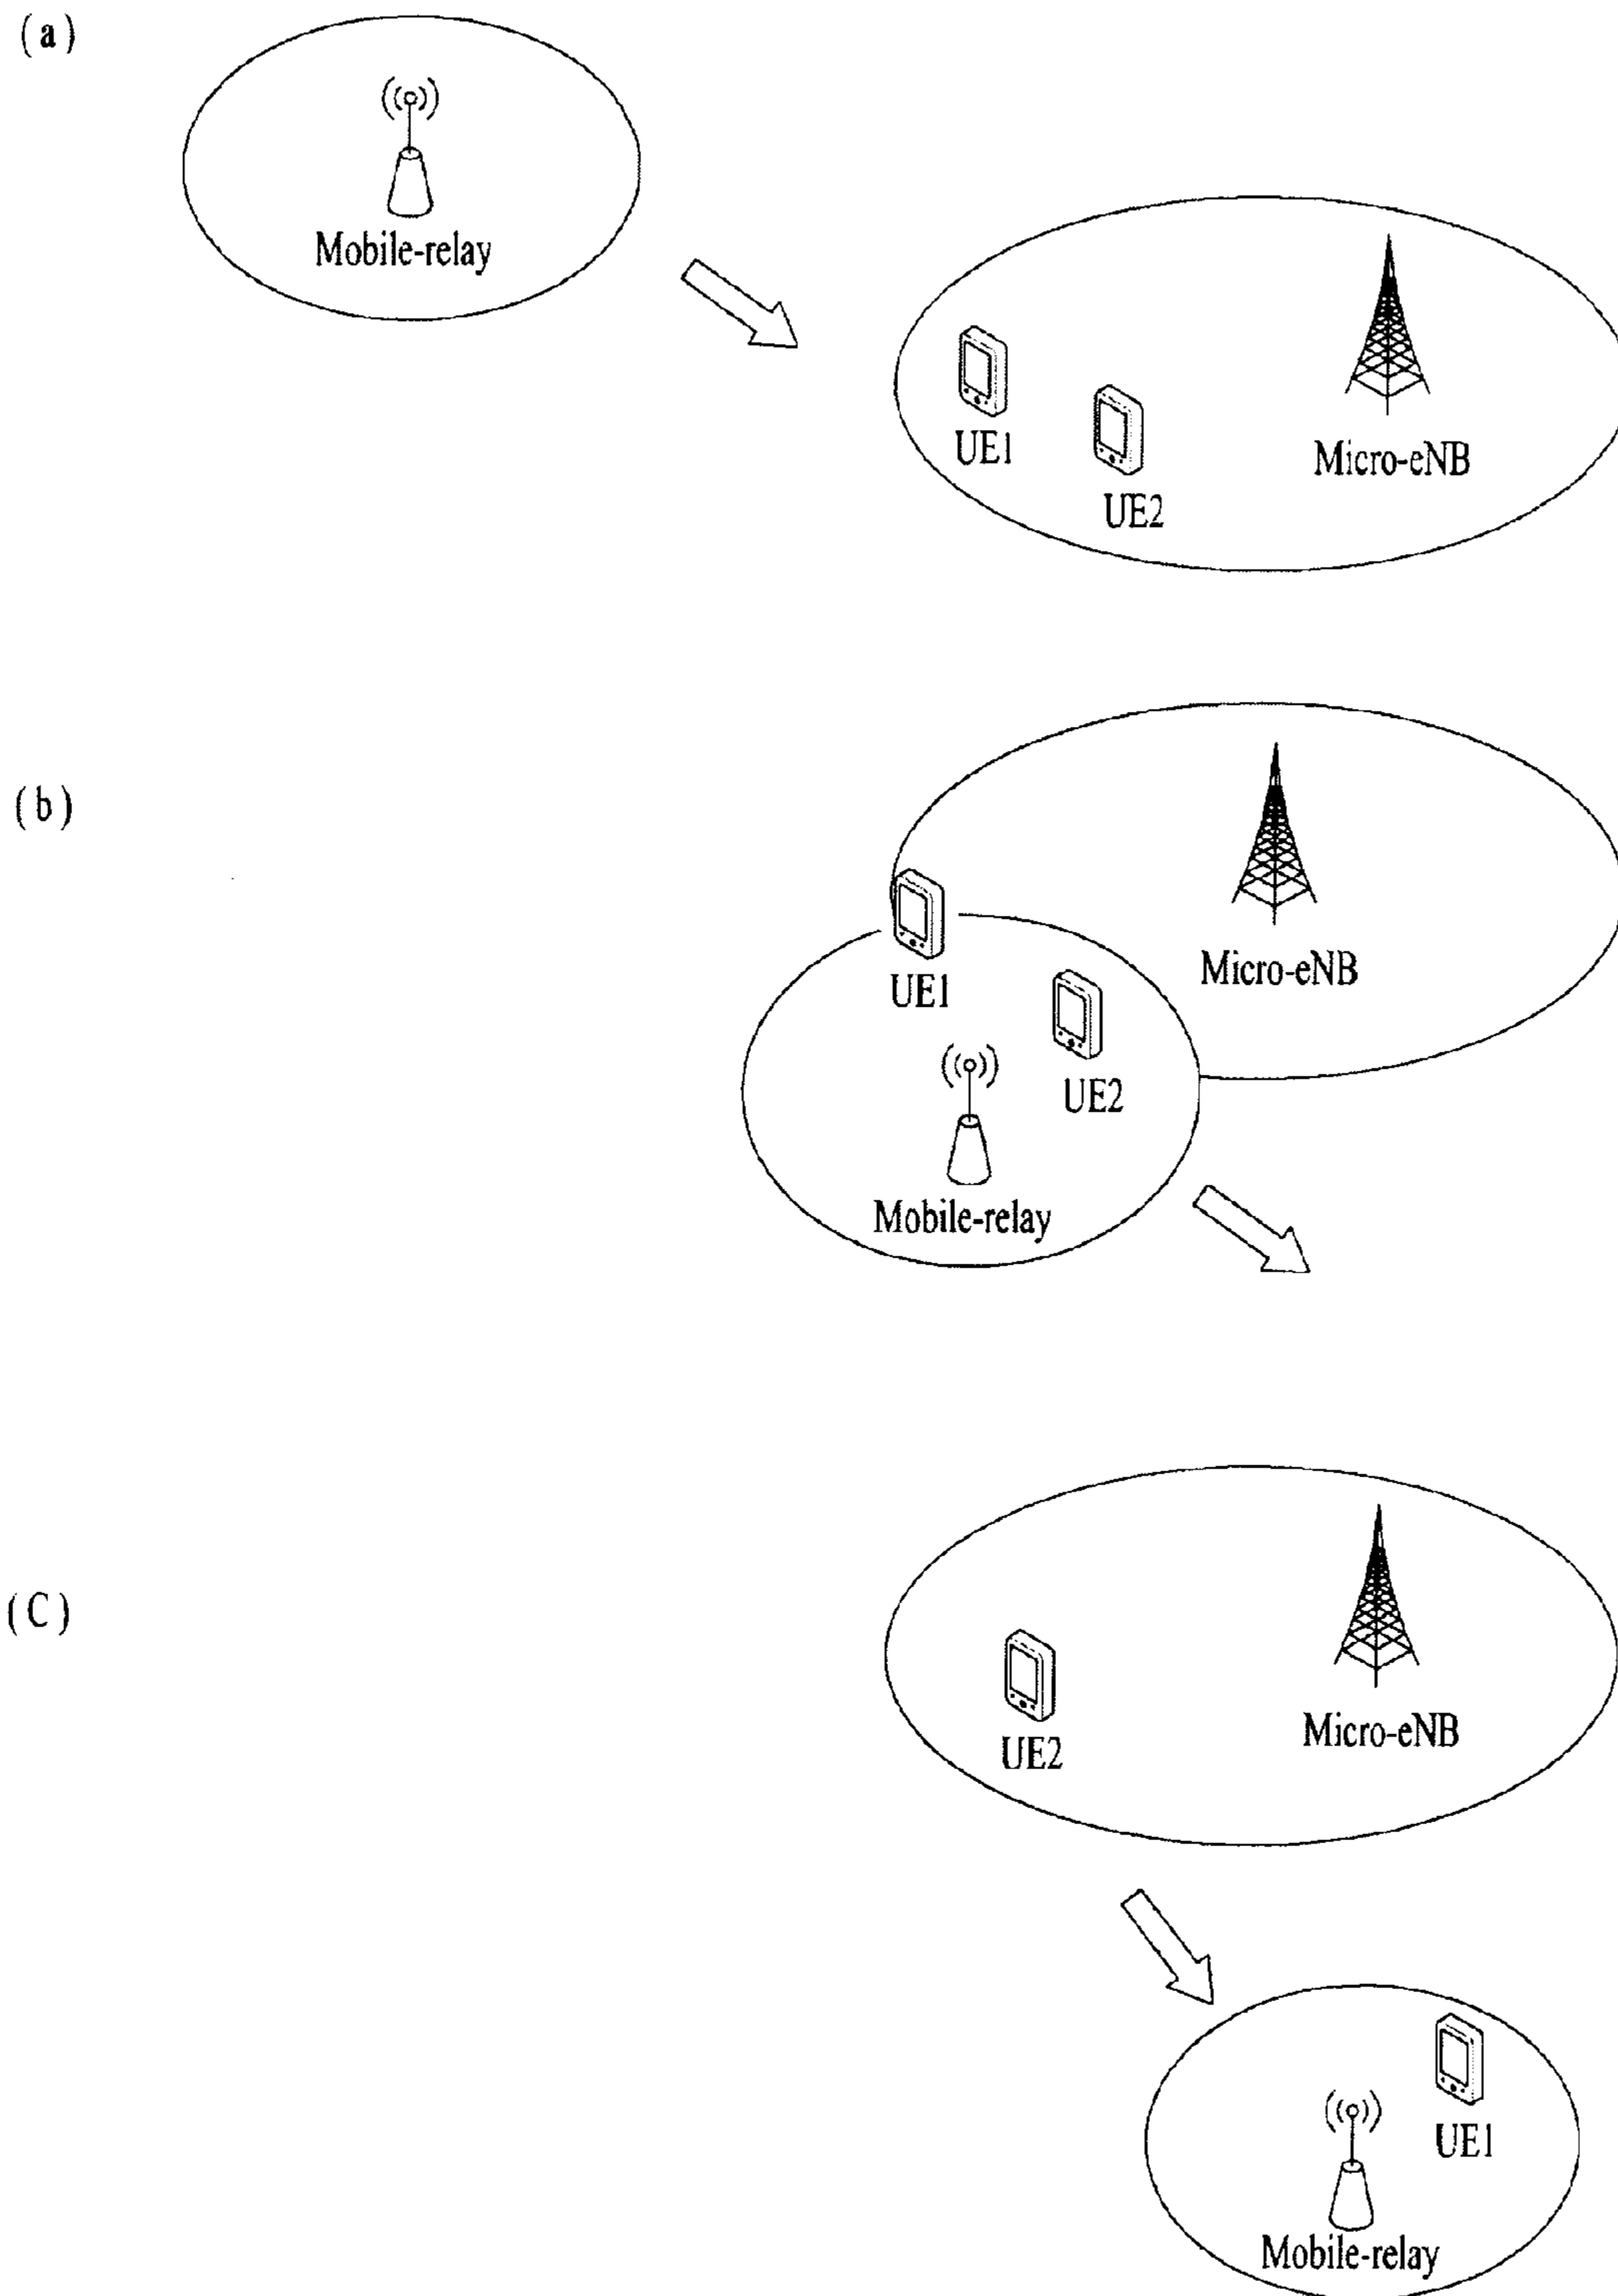 (a)
Mobile-relay
UE1
UE2
Micro-eNB
(b)
Micro-eNB
UE1
UE2
Mobile-relay
(C)
UE2
Micro-eNB
UE1
Mobile-relay